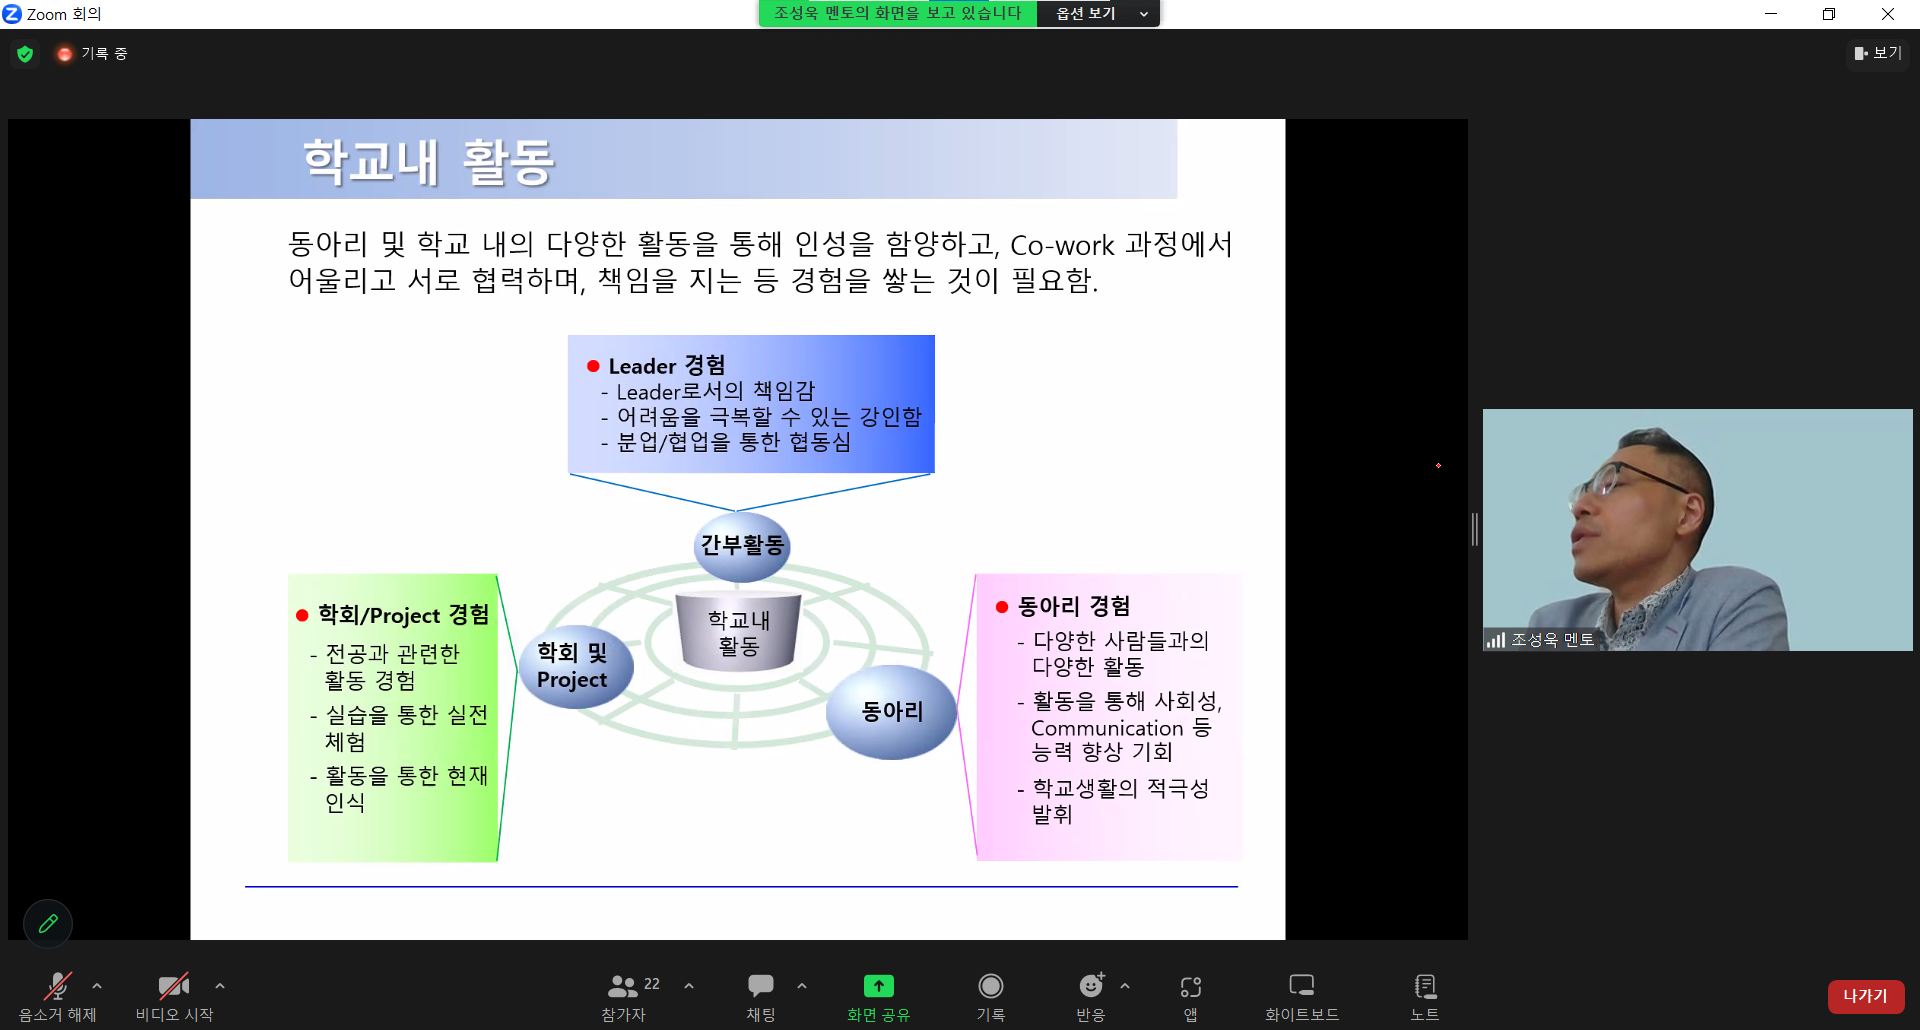 Zoom 회의
조성욱 멘토의 화면을 보고 있습니다
옵션 보기
기록 중
보기
학교내 활동
동아리 및 학교 내의 다양한 활동을 통해 인성을 함양하고, Co-work 과정에서
어울리고 서로 협력하며, 책임을 지는 등 경험을 쌓는 것이 필요함.
Leader 경험
- Leader로서의 책임감
- 어려움을 극복할 수 있는 강인함
- 분업/협업을 통한 협동심
간부활동
학교내
활동
학회 및
Project
동아리
학회/Project 경험
- 전공과 관련한
활동 경험
- 실습을 통한 실전
체험
- 활동을 통한 현재
인식
동아리 경험
- 다양한 사람들과의
다양한 활동
- 활동을 통해 사회성,
Communication 등
능력 향상 기회
- 학교생활의 적극성
발휘
조성욱 멘토
음소거 해제
비디오 시작
22
참가자
채팅
화면 공유
기록
반응
앱
화이트보드
노트
나가기